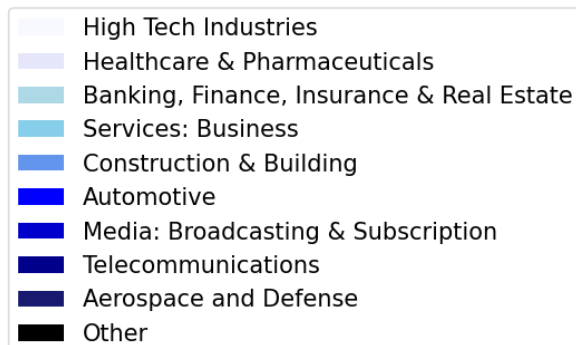 High Tech Industries
Healthcare & Pharmaceuticals
Banking, Finance, Insurance & Real Estate
Services: Business
Construction & Building
Automotive
Media: Broadcasting & Subscription
Telecommunications
Aerospace and Defense
Other